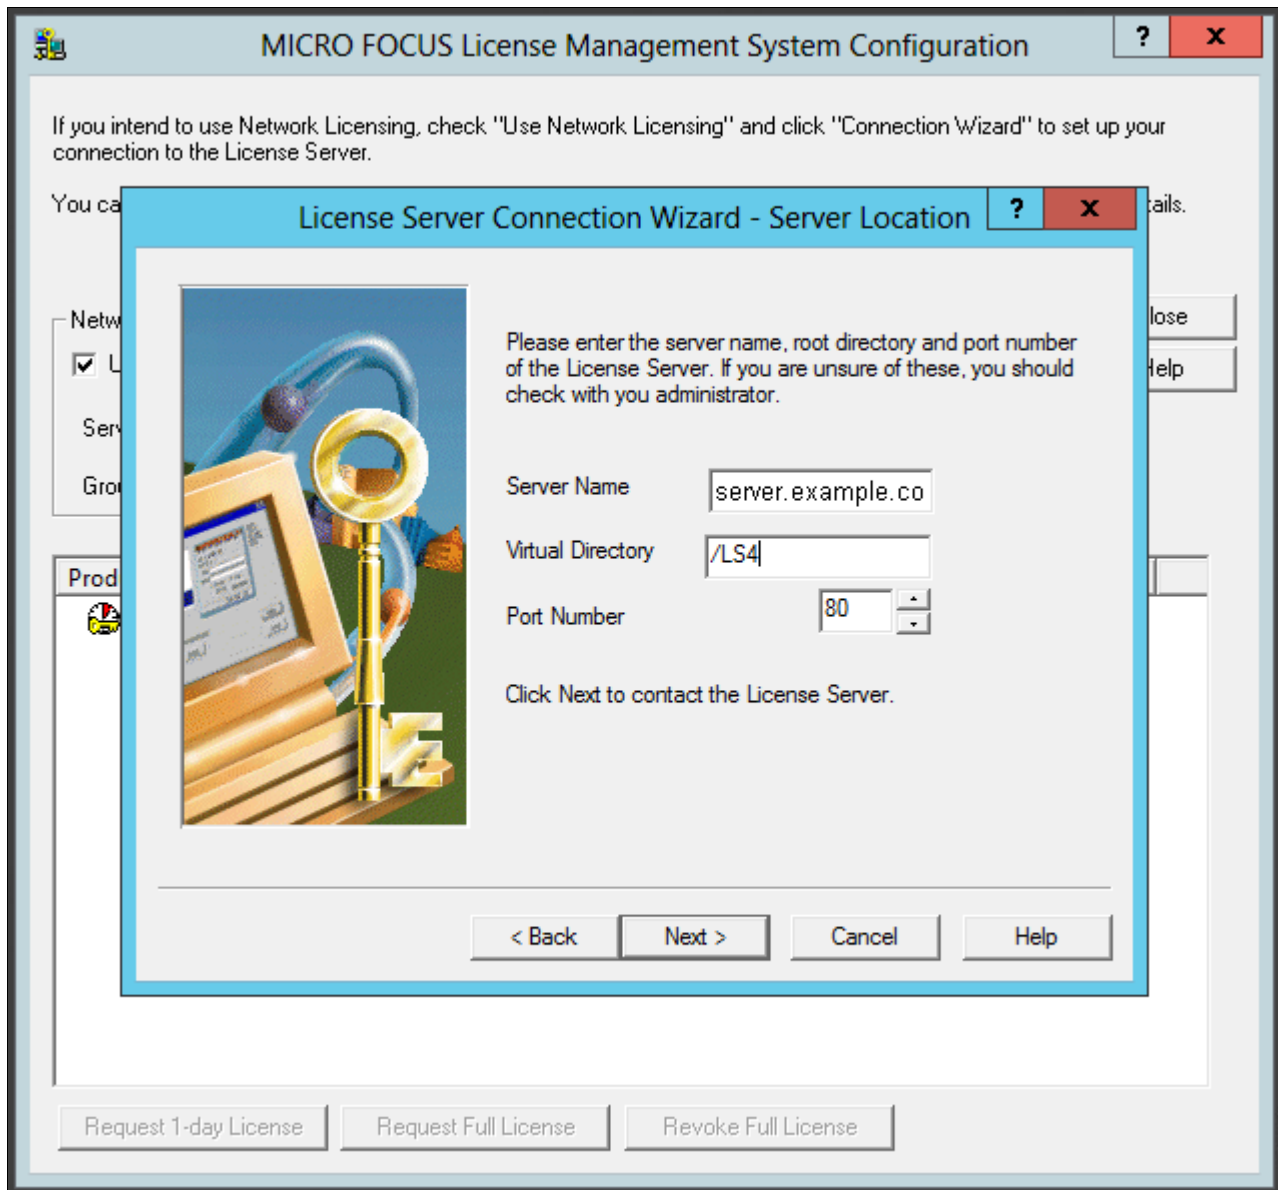 MICRO FOCUS License Management System Configuration
?
x
If you intend to use Network Licensing, check "Use Network Licensing" and click "Connection Wizard" to set up your
connection to the License Server.
You ca
tails.
License Server Connection Wizard - Server Location
?
x
Netw
lose
Help
Serv
Grou
Please enter the server name, root directory and port number
of the License Server. If you are unsure of these, you should
check with you administrator.
Server Name
server.example.co
Virtual Directory
/LS4
Port Number
80
Click Next to contact the License Server.
Prod
< Back
Next >
Cancel
Help
Request 1-day License
Request Full License
Revoke Full License